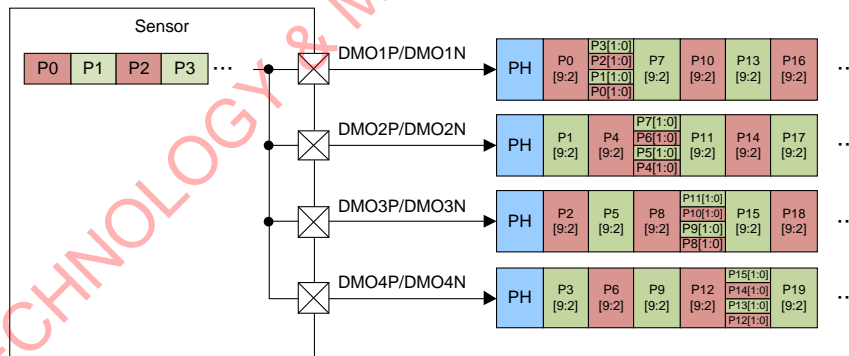 Sensor
P0 P1 P2 P3 ...
DMO1P/DMO1N
PH P0 [9:2] P3[1:0] P2[1:0] P1[1:0] P0[1:0] P7 [9:2] P10 [9:2] P13 [9:2] P16 [9:2] ..
DMO2P/DMO2N
PH P1 [9:2] P4 [9:2] P7[1:0] P6[1:0] P5[1:0] P4[1:0] P11 [9:2] P14 [9:2] P17 [9:2] ..
DMO3P/DMO3N
PH P2 [9:2] P5 [9:2] P8 [9:2] P11[1:0] P10[1:0] P9[1:0] P8[1:0] P15 [9:2] P18 [9:2] ..
DMO4P/DMO4N
PH P3 [9:2] P6 [9:2] P9 [9:2] P12 [9:2] P15[1:0] P14[1:0] P13[1:0] P12[1:0] P19 [9:2] ..
TECHNOLOGY & M